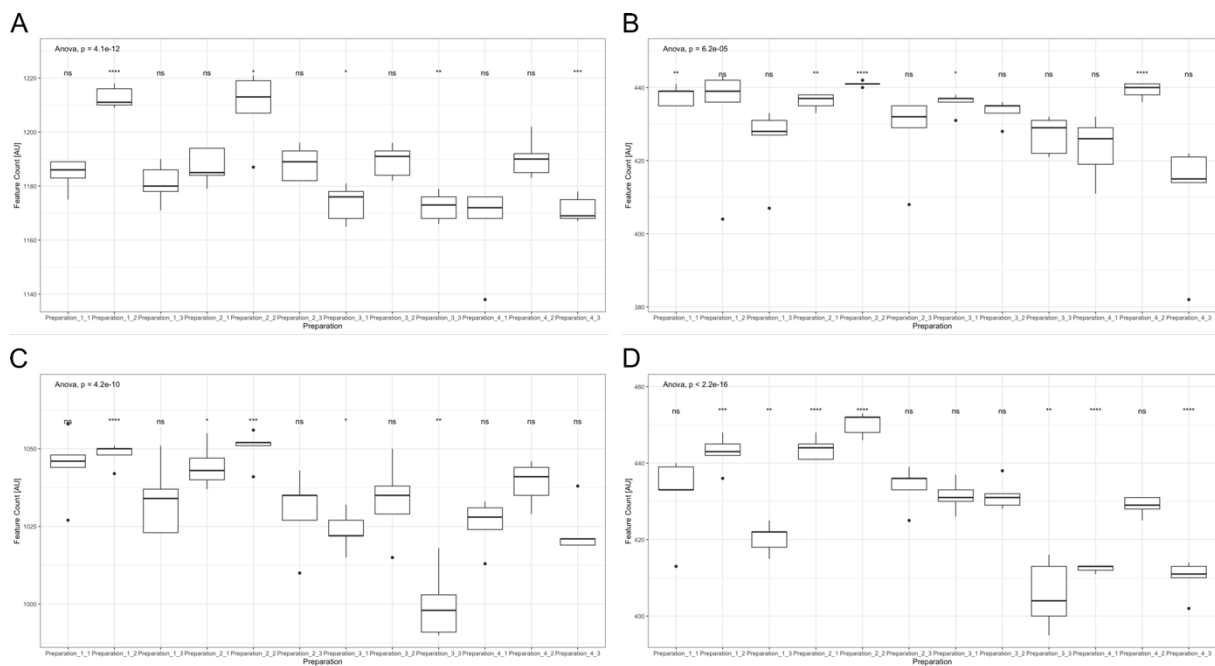 A
Anova, p = 4.1e-12
ns **** ns ns * ns * ns ** ns ns ***
Feature Count [AU]
1220
1200
1180
1160
1140
Preparation_1_1 Preparation_1_2 Preparation_1_3 Preparation_2_1 Preparation_2_2 Preparation_2_3 Preparation_3_1 Preparation_3_2 Preparation_3_3 Preparation_4_1 Preparation_4_2 Preparation_4_3
Preparation
B
Anova, p = 6.2e-05
** ns ns ** **** ns * ns ns ns **** ns
Feature Count [AU]
440
420
400
380
Preparation_1_1 Preparation_1_2 Preparation_1_3 Preparation_2_1 Preparation_2_2 Preparation_2_3 Preparation_3_1 Preparation_3_2 Preparation_3_3 Preparation_4_1 Preparation_4_2 Preparation_4_3
Preparation
C
Anova, p = 4.2e-10
ns **** ns * *** ns * ns ** ns ns ns
Feature Count [AU]
1050
1025
1000
Preparation_1_1 Preparation_1_2 Preparation_1_3 Preparation_2_1 Preparation_2_2 Preparation_2_3 Preparation_3_1 Preparation_3_2 Preparation_3_3 Preparation_4_1 Preparation_4_2 Preparation_4_3
Preparation
D
Anova, p < 2.2e-16
ns *** ** **** **** ns ns ns ** **** ns ****
Feature Count [AU]
460
440
420
400
Preparation_1_1 Preparation_1_2 Preparation_1_3 Preparation_2_1 Preparation_2_2 Preparation_2_3 Preparation_3_1 Preparation_3_2 Preparation_3_3 Preparation_4_1 Preparation_4_2 Preparation_4_3
Preparation